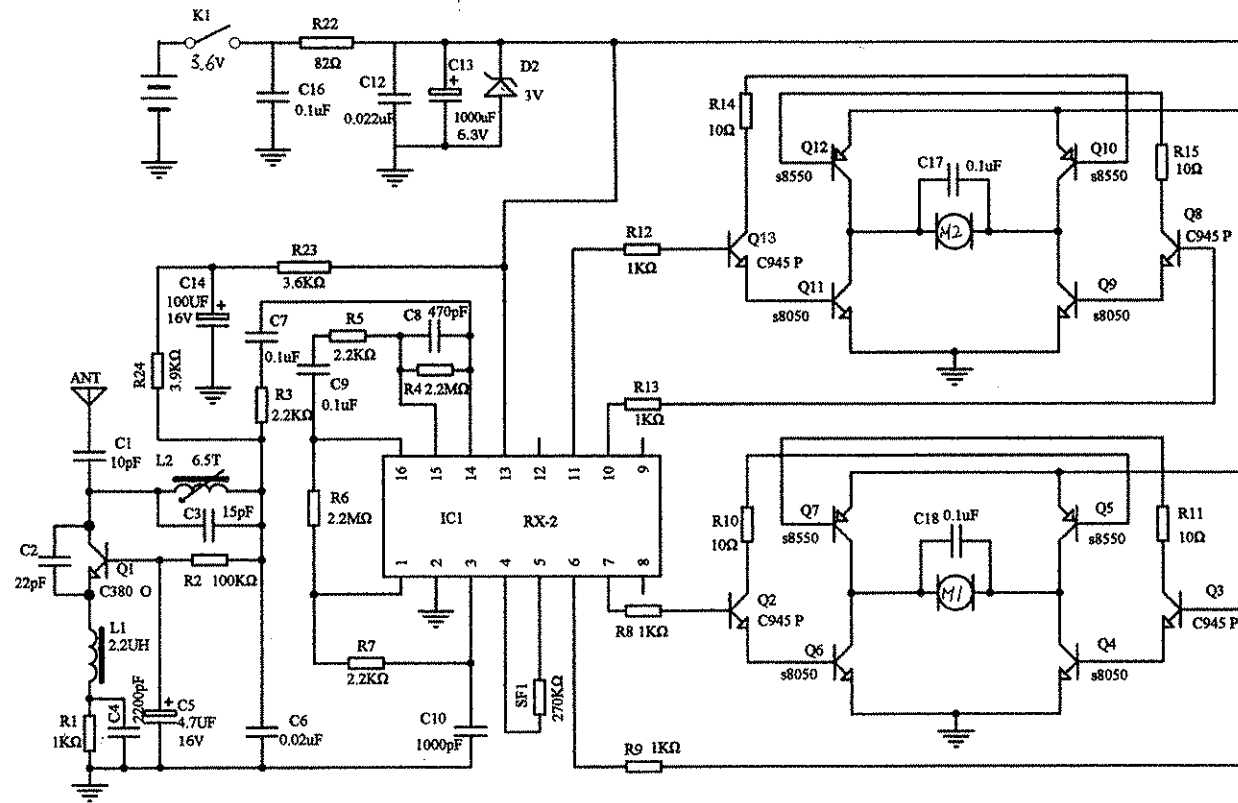 K1
3.6V
R22
82Ω
C16
0.1uF
C12
0.022uF
C13
+
1000uF
6.3V
D2
3V
R14
10Ω
Q12
s8550
C17
0.1uF
Q10
s8550
R15
10Ω
Q8
C945 P
R12
1KΩ
Q13
C945 P
M2
Q11
s8050
Q9
s8050
R23
3.6KΩ
C14
100UF
+
16V
R24
3.9KΩ
C7
0.1uF
R3
2.2KΩ
R5
2.2KΩ
C9
0.1uF
C8
470pF
R4 2.2MΩ
R13
1KΩ
ANT
C1
10pF
L2
6.5T
C3
15pF
R2
100KΩ
C2
22pF
Q1
C380 O
R6
2.2MΩ
16
15
14
13
12
11
10
9
IC1
RX-2
1
2
3
4
5
6
7
8
R10
10Ω
Q7
s8550
C18
0.1uF
Q5
s8550
R11
10Ω
Q3
C945 P
R8 1KΩ
Q2
C945 P
M1
Q6
s8050
Q4
s8050
L1
2.2UH
R7
2.2KΩ
SF1
270KΩ
R1
1KΩ
C4
2200pF
+
C5
4.7UF
16V
C6
0.02uF
C10
1000pF
R9
1KΩ